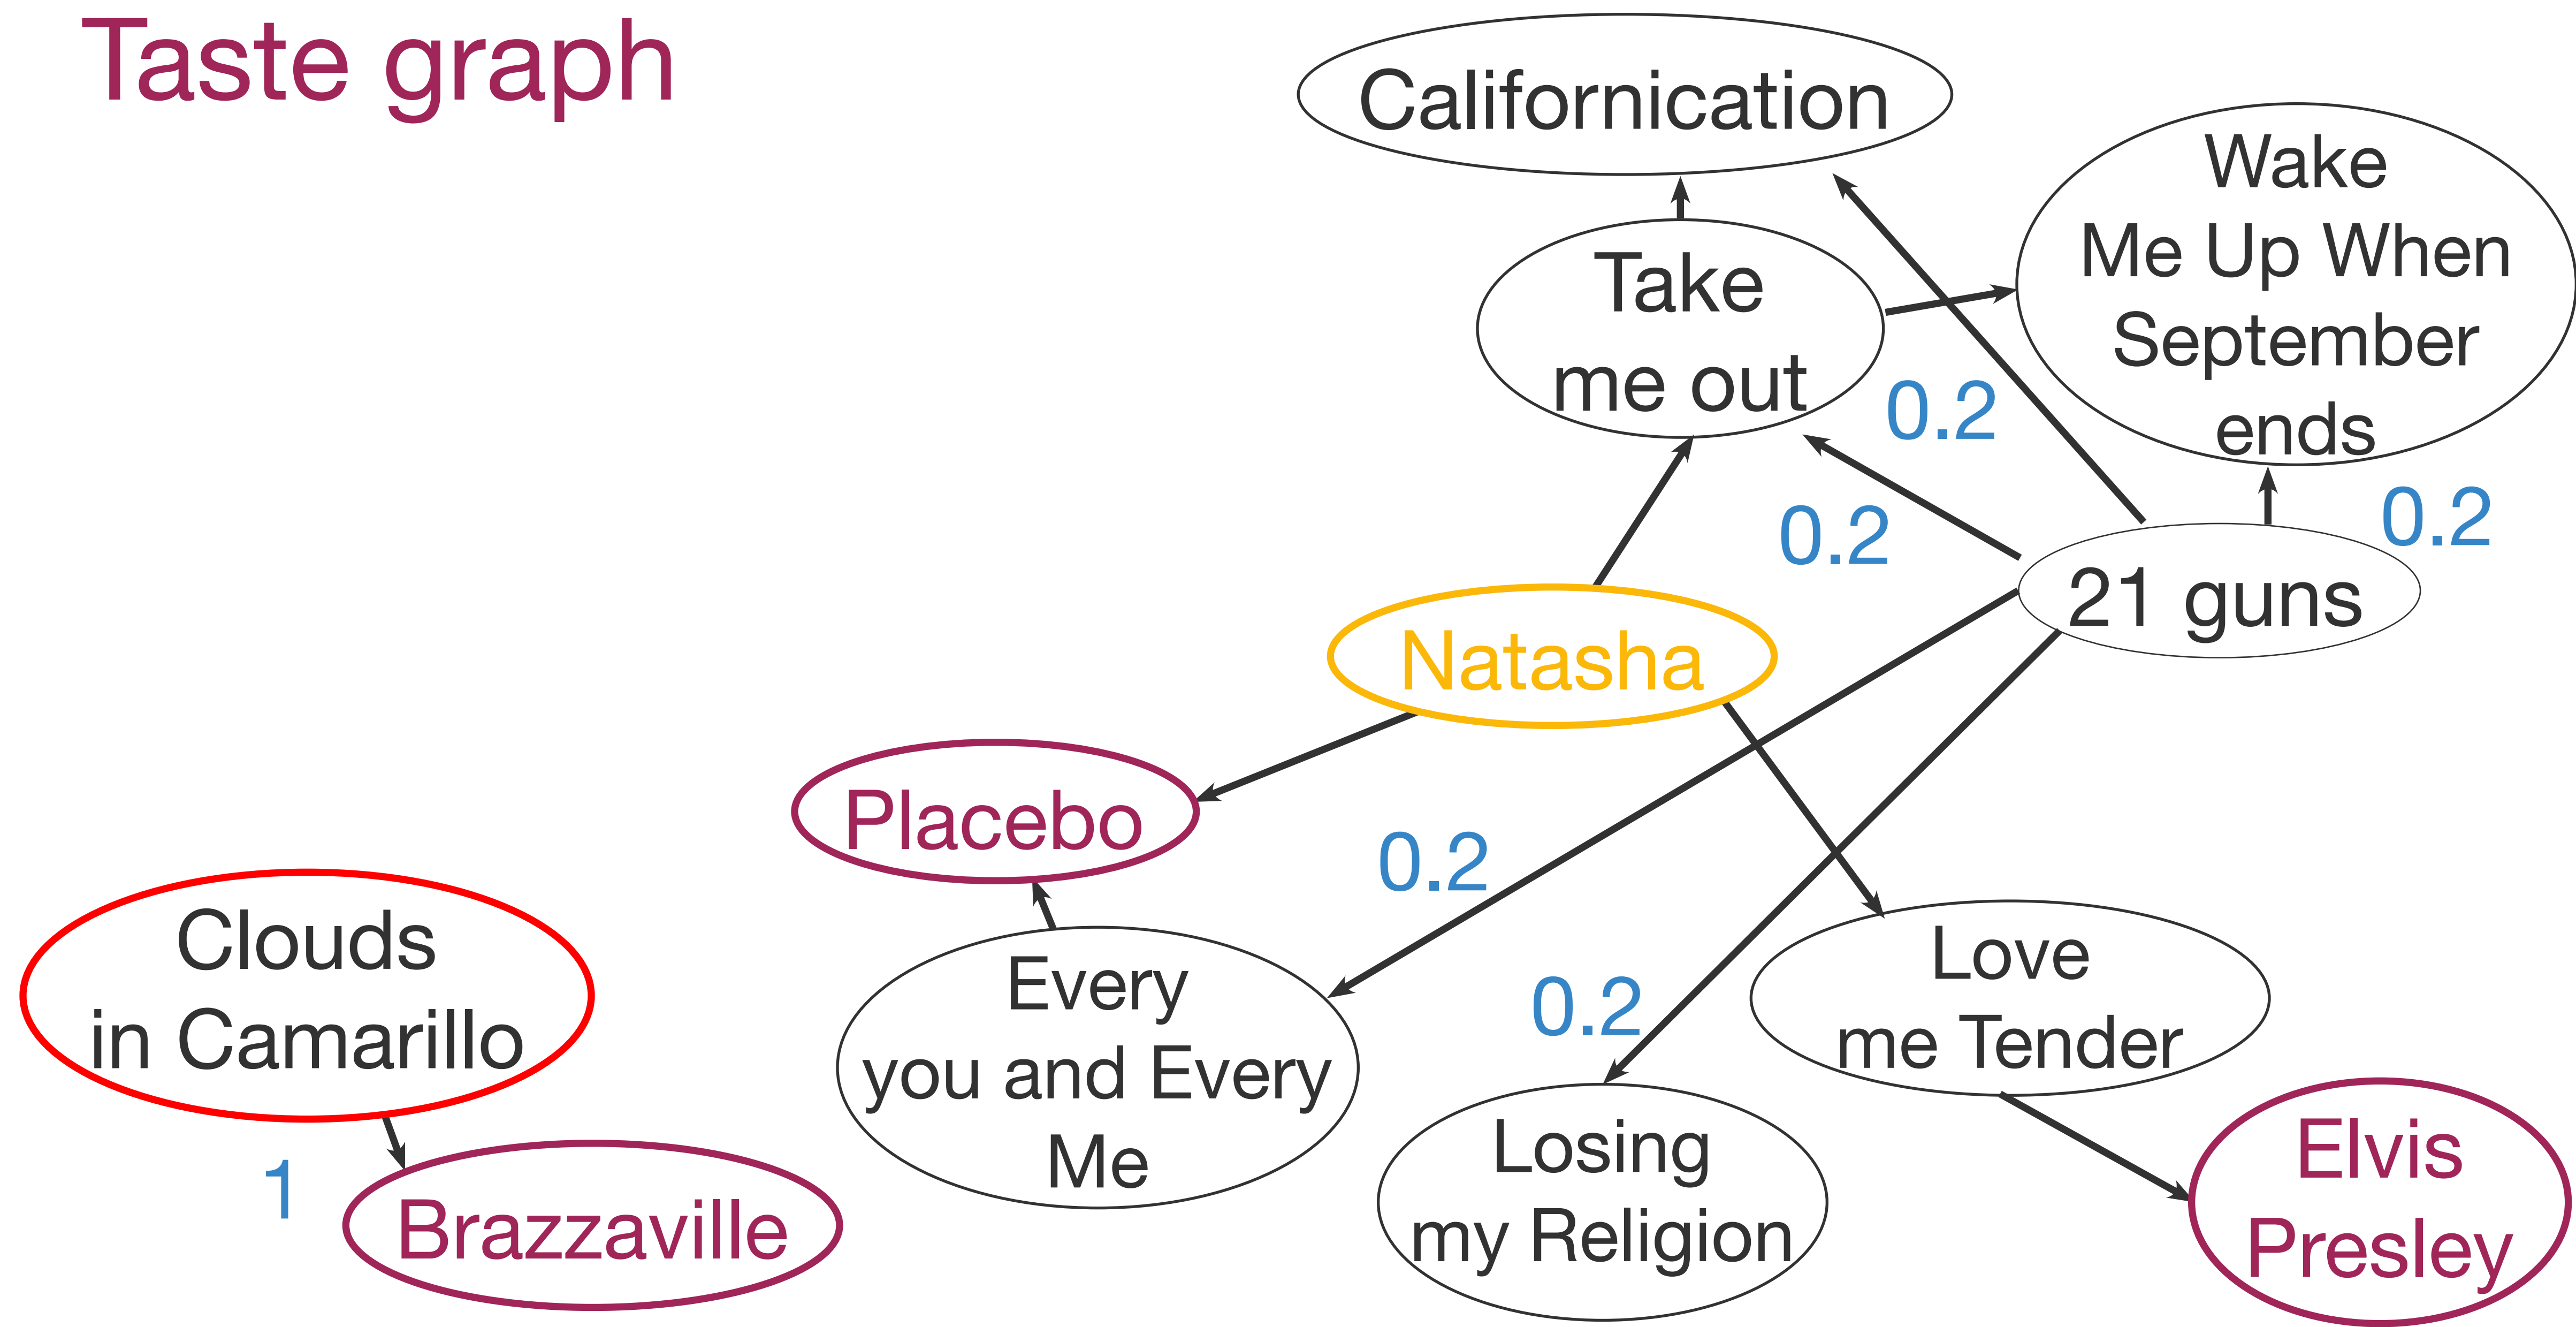 Taste graph
Californication
Wake
Me Up When
September
ends
Take
me out
0.2
0.2
0.2
21 guns
Natasha
Placebo
0.2
Clouds
in Camarillo
Every
you and Every
Me
0.2
Love
me Tender
1
Brazzaville
Losing
my Religion
Elvis
Presley